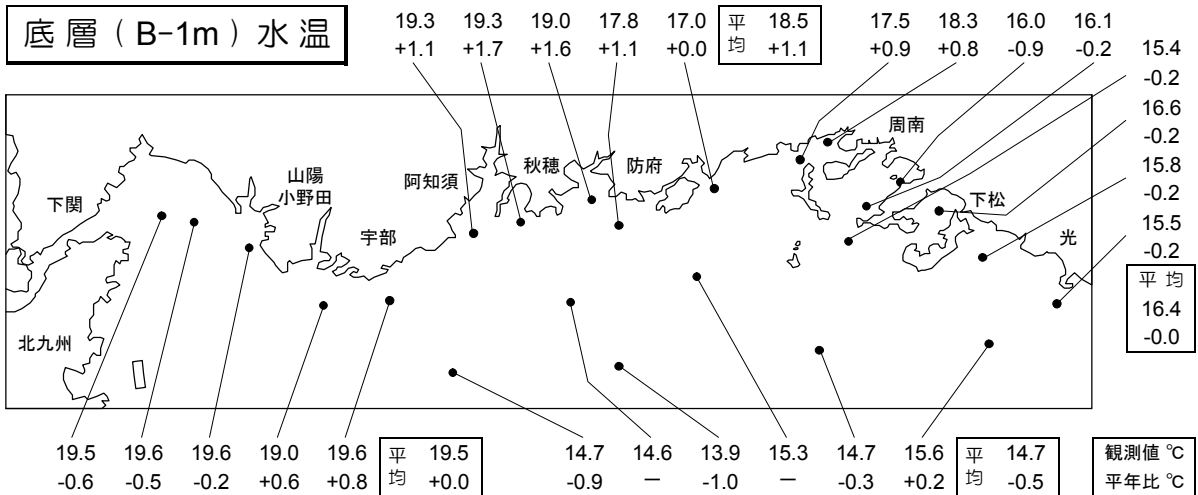 底層（B-1m）水温
19.3 19.3 19.0 17.8 17.0 平均 18.5 17.5 18.3 16.0 16.1
+1.1 +1.7 +1.6 +1.1 +0.0 +1.1 +0.9 +0.8 -0.9 -0.2
15.4
-0.2
16.6
-0.2
15.8
-0.2
15.5
-0.2
平均
16.4
-0.0
周南
秋穂
防府
山陽
小野田
阿知須
下関
下松
宇部
光
北九州
19.5 19.6 19.6 19.0 19.6 平均 19.5 14.7 14.6 13.9 15.3 14.7 15.6 平均 14.7 観測値 ℃
-0.6 -0.5 -0.2 +0.6 +0.8 +0.0 -0.9 － -1.0 － -0.3 +0.2 -0.5 平年比 ℃